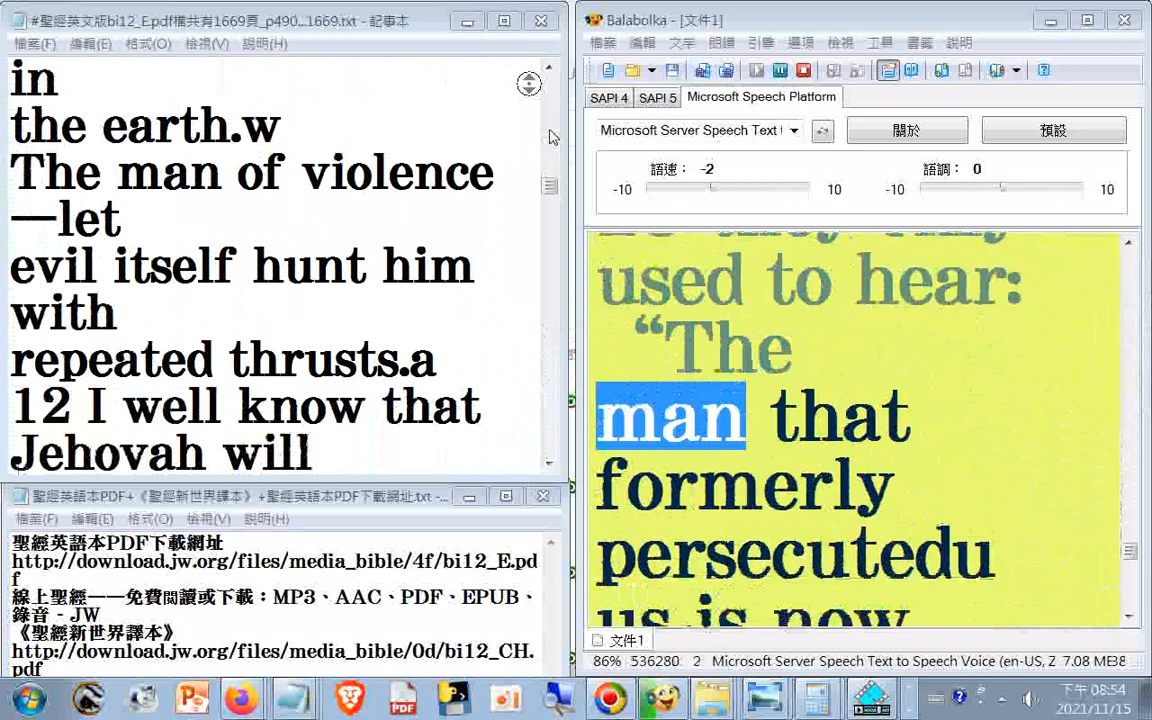 #聖經英文版bi12_E.pdf檔共有1669頁_p490,..1669.txt - 記事本
檔案(F) 編輯(E) 格式(O) 檢視(V) 說明(H)
in
the earth.w
The man of violence
—let
evil itself hunt him
with
repeated thrusts.a
12 I well know that
Jehovah will
聖經英語本PDF+《聖經新世界譯本》+聖經英語本PDF下載網址.txt -...
檔案(F) 編輯(E) 格式(O) 檢視(V) 說明(H)
聖經英語本PDF下載網址
http://download.jw.org/files/media_bible/4f/bi12_E.pd
f
線上聖經——免費閱讀或下載：MP3、AAC、PDF、EPUB、
錄音 - JW
《聖經新世界譯本》
http://download.jw.org/files/media_bible/0d/bi12_CH.
pdf
Balabolka - [文件1]
檔案 編輯 文字 朗讀 引擎 選項 檢視 工具 書籤 說明
SAPI 4 SAPI 5 Microsoft Speech Platform
Microsoft Server Speech Text 關於 預設
語速： -2 語調： 0
-10 10 -10 10
used to hear:
“The
man that
formerly
persecutedu
us is now
文件1
86% 536280 2 Microsoft Server Speech Text to Speech Voice (en-US, Z 7.08 ME38
下午 08:54
2021/11/15